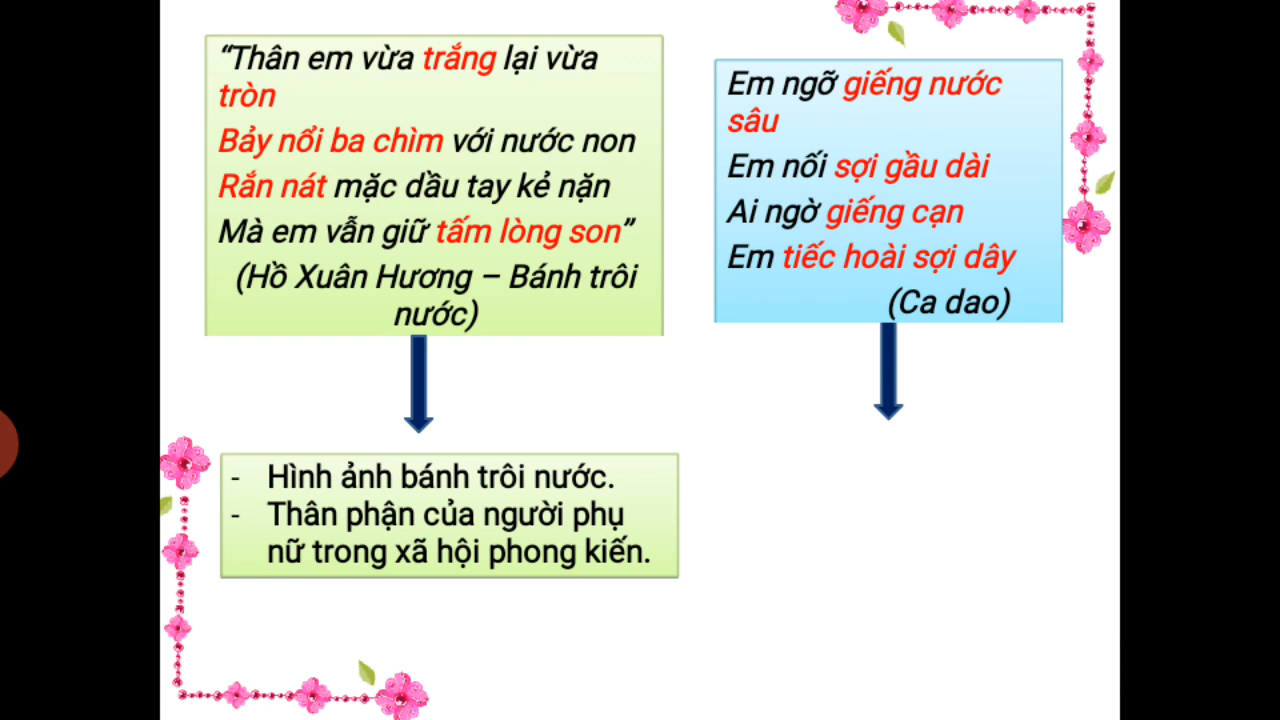 “Thân em vừa trắng lại vừa
tròn
Bảy nổi ba chìm với nước non
Rắn nát mặc dầu tay kẻ nặn
Mà em vẫn giữ tấm lòng son”
(Hồ Xuân Hương – Bánh trôi
nước)
Em ngỡ giếng nước
sâu
Em nối sợi gầu dài
Ai ngờ giếng cạn
Em tiếc hoài sợi dây
(Ca dao)
- Hình ảnh bánh trôi nước.
- Thân phận của người phụ
nữ trong xã hội phong kiến.